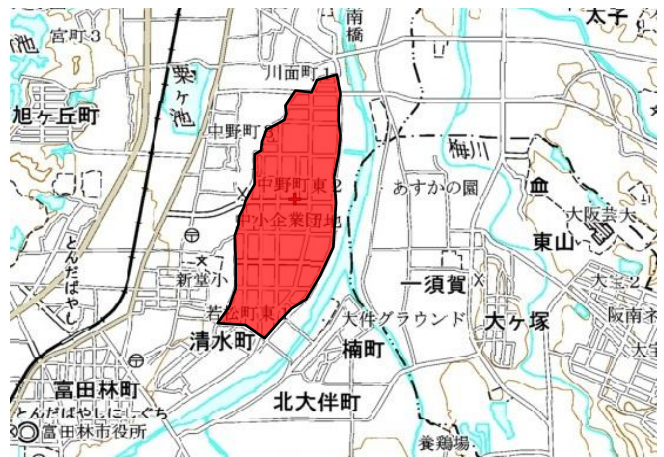 太子
宮町3
南橋
川面町1
粟ヶ池
旭ヶ丘町
中野町
梅川
中野町東2
あすかの園
中小企業団地
大阪芸大
東山
とんだばやし
新堂小
一須賀
大宝2
若松町東1
大伴グラウンド
大ヶ塚
阪南ネ
清水町
楠町
大宝
富田林町
北大伴町
とんだばやしにしぐち
富田林市役所
養鶏場